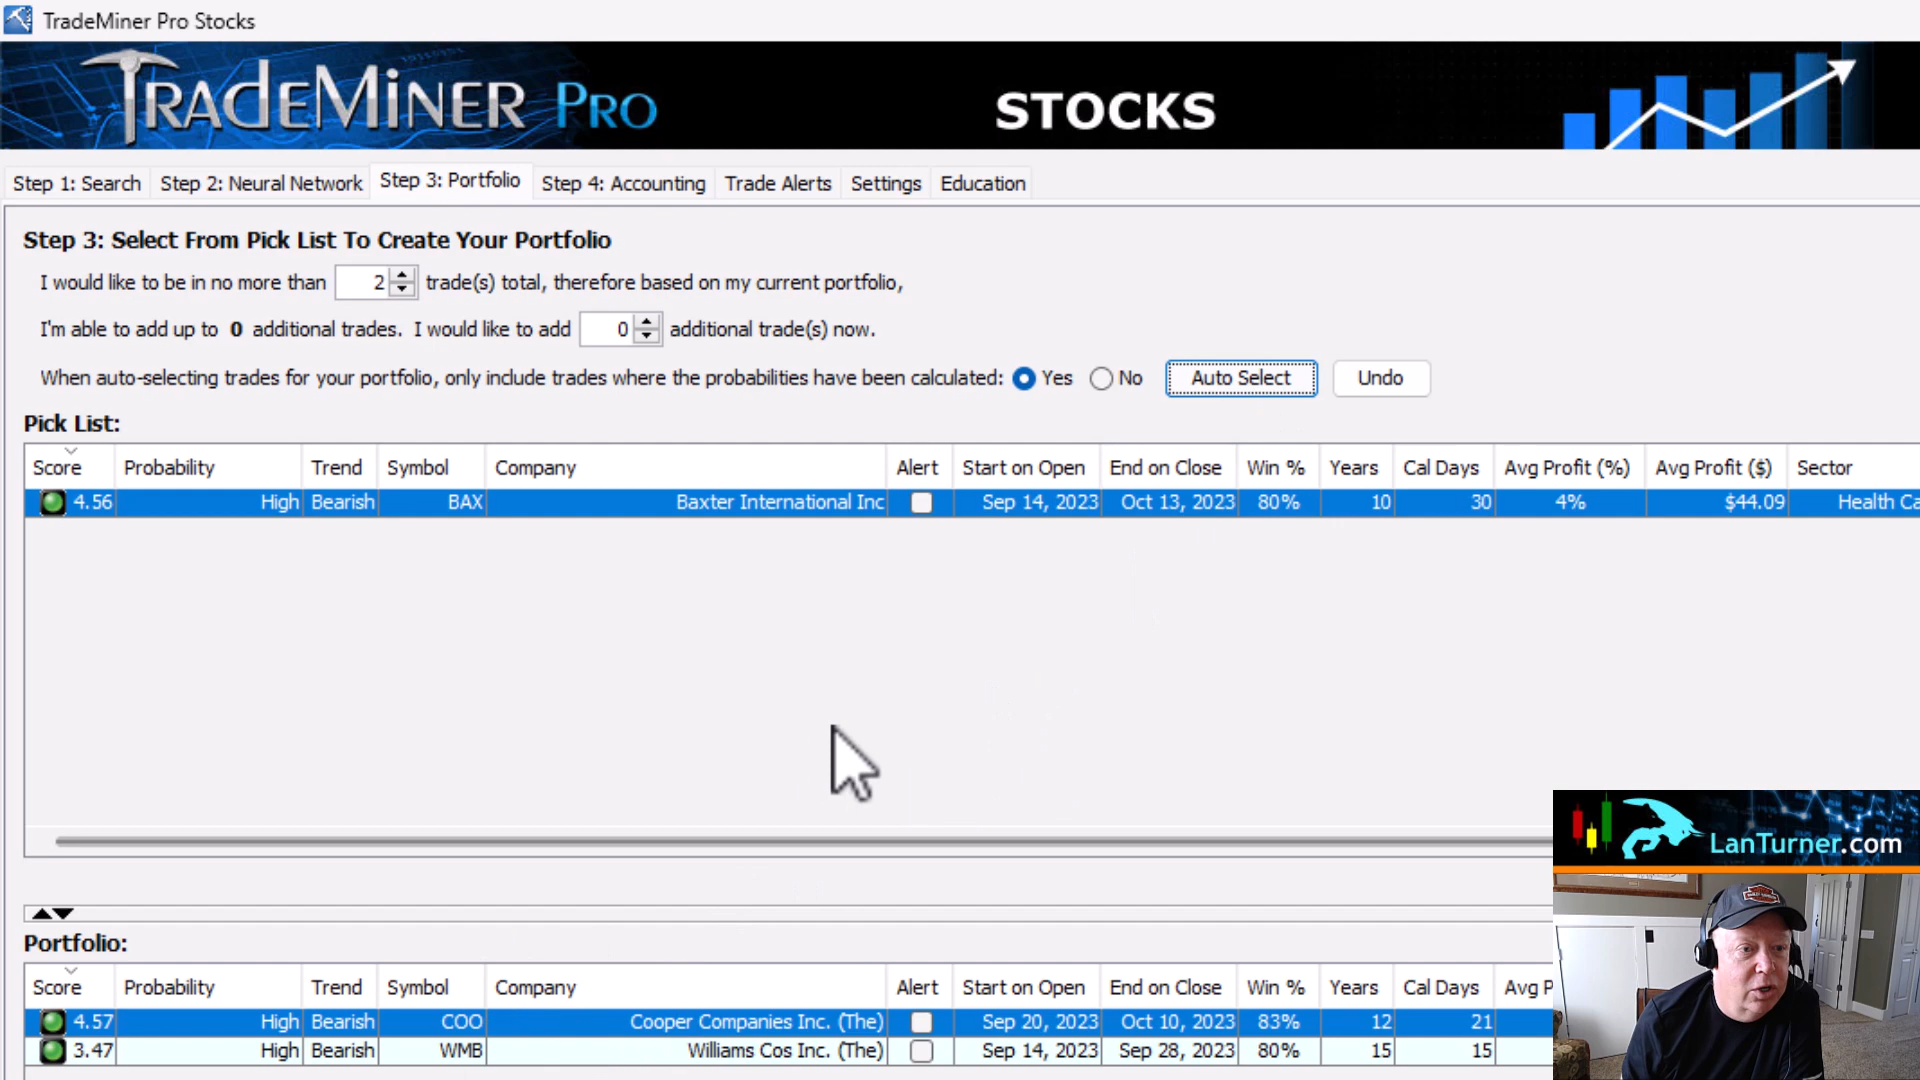 TradeMiner Pro Stocks
TRADEMINER PRO STOCKS
Step 1: Search Step 2: Neural Network Step 3: Portfolio Step 4: Accounting Trade Alerts Settings Education
Step 3: Select From Pick List To Create Your Portfolio
I would like to be in no more than 2 trade(s) total, therefore based on my current portfolio,
I'm able to add up to 0 additional trades. I would like to add 0 additional trade(s) now.
When auto-selecting trades for your portfolio, only include trades where the probabilities have been calculated: Yes No Auto Select Undo
Pick List:
Score Probability Trend Symbol Company Alert Start on Open End on Close Win % Years Cal Days Avg Profit (%) Avg Profit ($) Sector
4.56 High Bearish BAX Baxter International Inc Sep 14, 2023 Oct 13, 2023 80% 10 30 4% $44.09 Health Ca
LanTurner.com
Portfolio:
Score Probability Trend Symbol Company Alert Start on Open End on Close Win % Years Cal Days Avg P
4.57 High Bearish COO Cooper Companies Inc. (The) Sep 20, 2023 Oct 10, 2023 83% 12 21
3.47 High Bearish WMB Williams Cos Inc. (The) Sep 14, 2023 Sep 28, 2023 80% 15 15